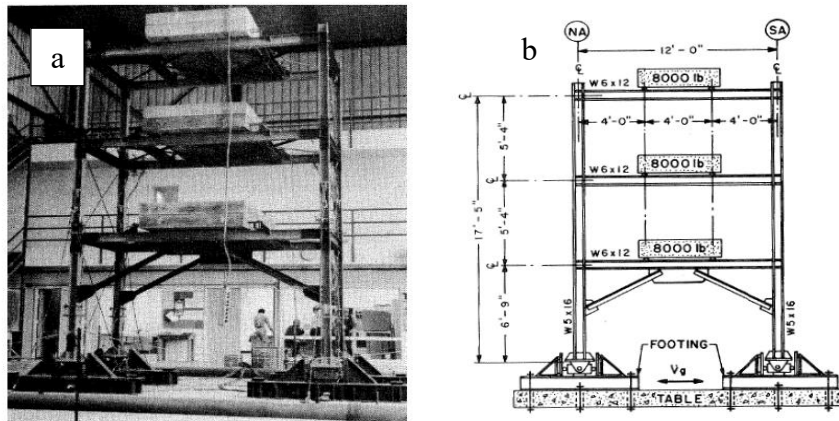 a
b
NA
SA
12'-0"
℄
℄
W6x12
8000 lb
℄
4'-0"
4'-0"
4'-0"
5'-4"
W6x12
8000 lb
℄
17'-5"
5'-4"
W6x12
8000 lb
℄
6'-9"
W5x16
W5x16
FOOTING
V̈g
TABLE